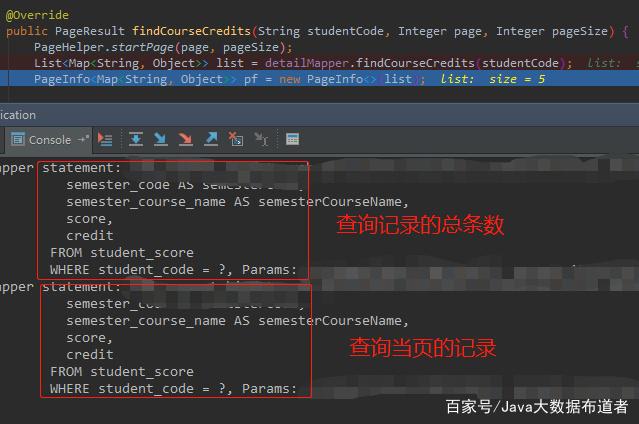 @Override
public PageResult findCourseCredits(String studentCode, Integer page, Integer pageSize) {
PageHelper.startPage(page, pageSize);
List<Map<String, Object>> list = detailMapper.findCourseCredits(studentCode); list: s
PageInfo<Map<String, Object>> pf = new PageInfo<>(list); list: size = 5
ication
Console
apper statement:
semester_code AS
semester_course_name AS semesterCourseName,
score,
credit
FROM student_score
WHERE student_code = ?, Params:
查询记录的总条数
apper statement:
semester_course_name AS semesterCourseName,
score,
credit
FROM student_score
WHERE student_code = ?, Params:
查询当页的记录
百家号/Java大数据布道者